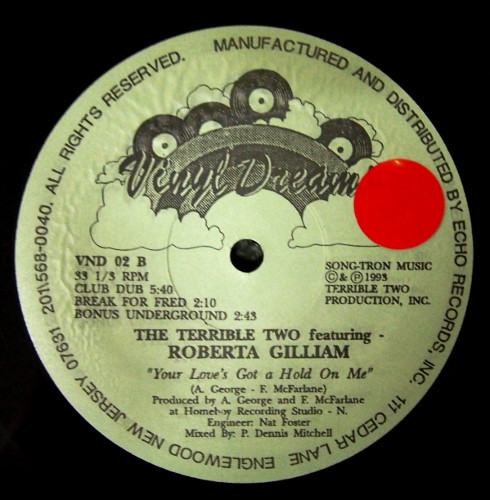 MANUFACTURED AND DISTRIBUTED BY ECHO RECORDS, INC. 111 CEDAR LANE ENGLEWOOD NEW JERSEY 07631 201\568-0040. ALL RIGHTS RESERVED.
Vinyl Dream
VND 02 B
33 1/3 RPM
CLUB DUB 5:40
BREAK FOR FRED 2:10
BONUS UNDERGROUND 2:43
SONG-TRON MUSIC
© & ℗ 1993
TERRIBLE TWO
PRODUCTION, INC.
THE TERRIBLE TWO featuring -
ROBERTA GILLIAM
"Your Love's Got a Hold On Me"
(A. George - F. McFarlane)
Produced by A. George and F. McFarlane
at Homeboy Recording Studio - N.
Engineer: Nat Foster
Mixed By: P. Dennis Mitchell